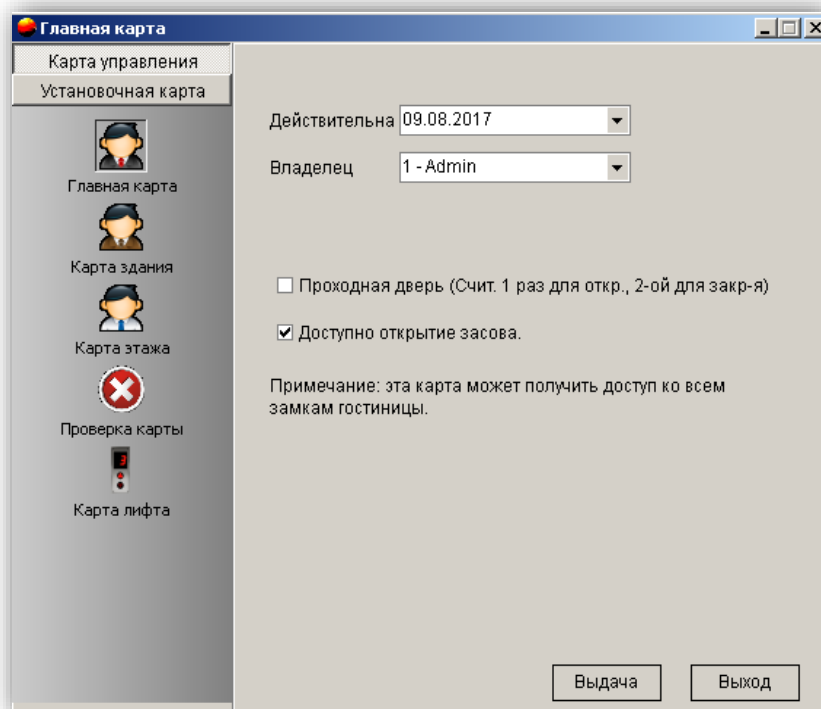 Главная карта
Карта управления
Установочная карта
Главная карта
Карта здания
Карта этажа
Проверка карты
3
Карта лифта
Действительна 09.08.2017
Владелец 1 - Admin
Проходная дверь (Счит. 1 раз для откр., 2-ой для закр-я)
Доступно открытие засова.
Примечание: эта карта может получить доступ ко всем
замкам гостиницы.
Выдача Выход